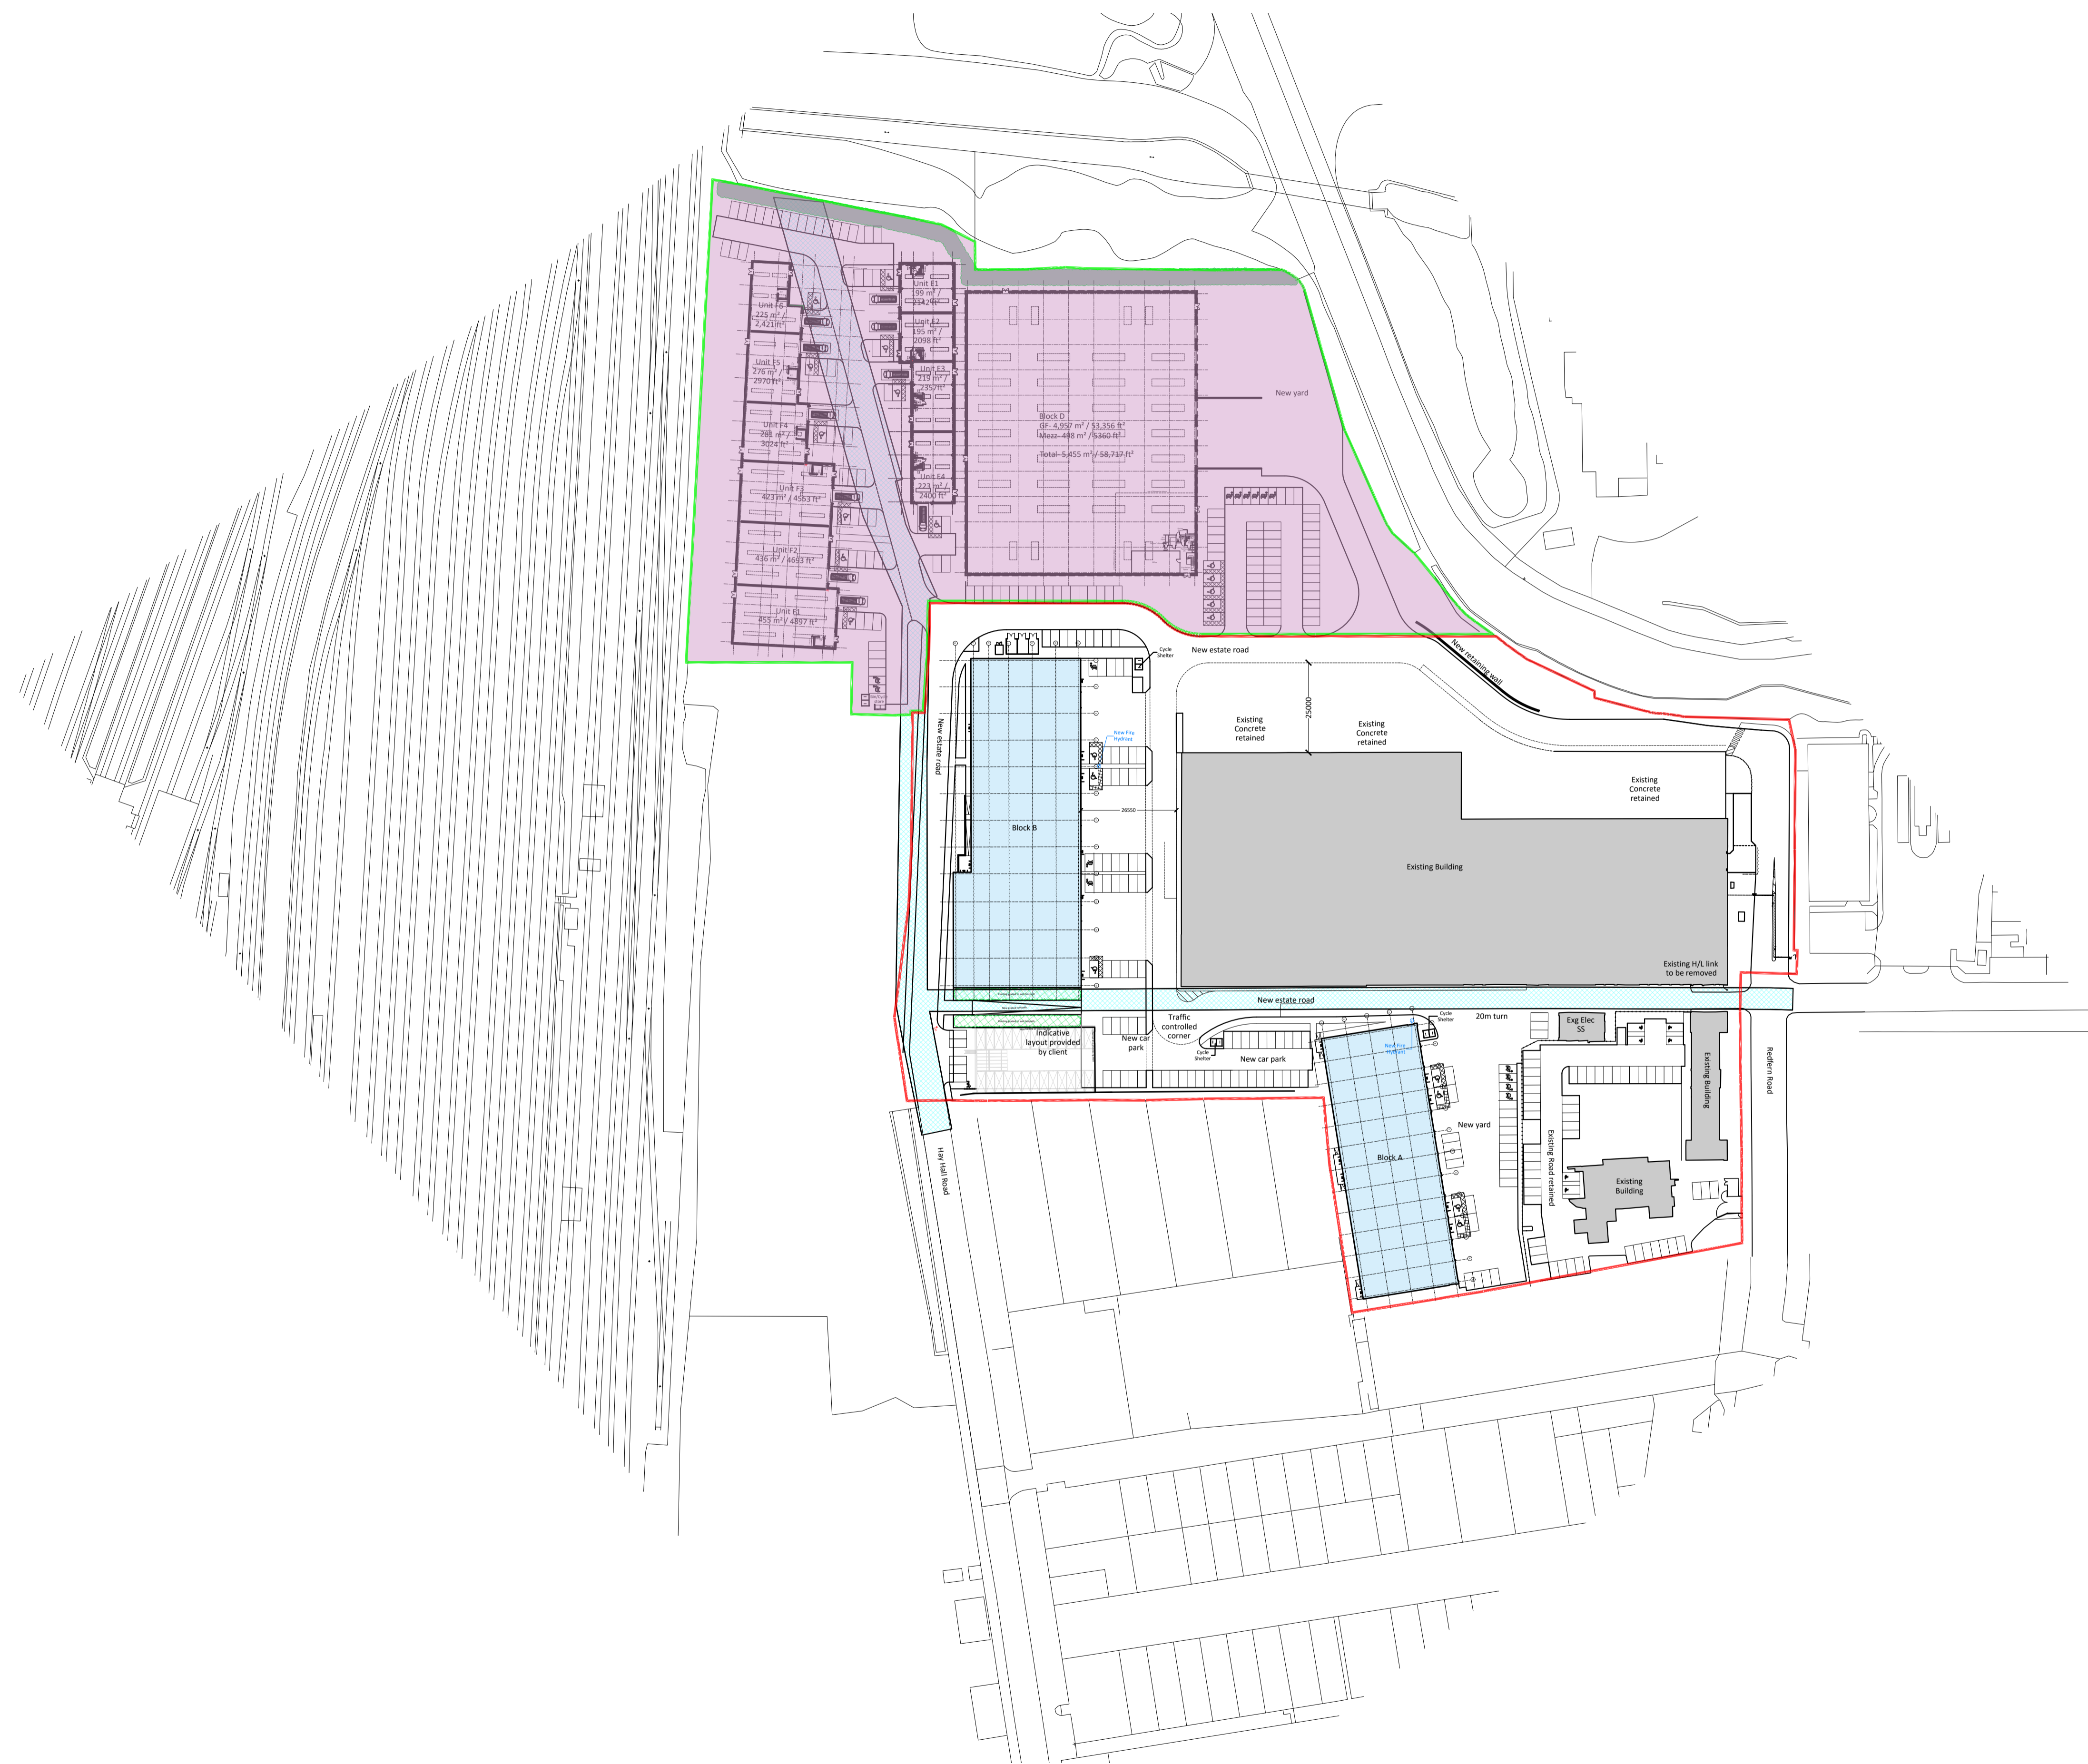 Unit E1
199 m² /
2142 ft²
Unit F6
225 m² /
2,421 ft²
Unit E2
195 m² /
2098 ft²
Unit F5
276 m² /
2970 ft²
Unit E3
219 m² /
2357 ft²
New yard
Block D
GF- 4,957 m² / 53,356 ft²
Mezz- 498 m² / 5360 ft²
Total- 5,455 m² / 58,717 ft²
Unit F4
281 m² /
3024 ft²
Unit E4
223 m² /
2400 ft²
Unit F3
423 m² / 4553 ft²
Unit F2
436 m² / 4693 ft²
Unit F1
455 m² / 4897 ft²
Cycle
Shelter
New estate road
New retaining wall
New estate road
25000
Existing
Concrete
retained
Existing
Concrete
retained
New Fire
Hydrant
Existing
Concrete
retained
26550
Block B
Existing Building
Existing H/L link
to be removed
New estate road
Traffic
controlled
corner
Cycle
Shelter
20m turn
Exg Elec
SS
Indicative
layout provided
by client
New car
park
Cycle
Shelter
New car park
New Fire
Hydrant
Existing Building
Redfern Road
New yard
Block A
Existing Road retained
Hay Hall Road
Existing
Building